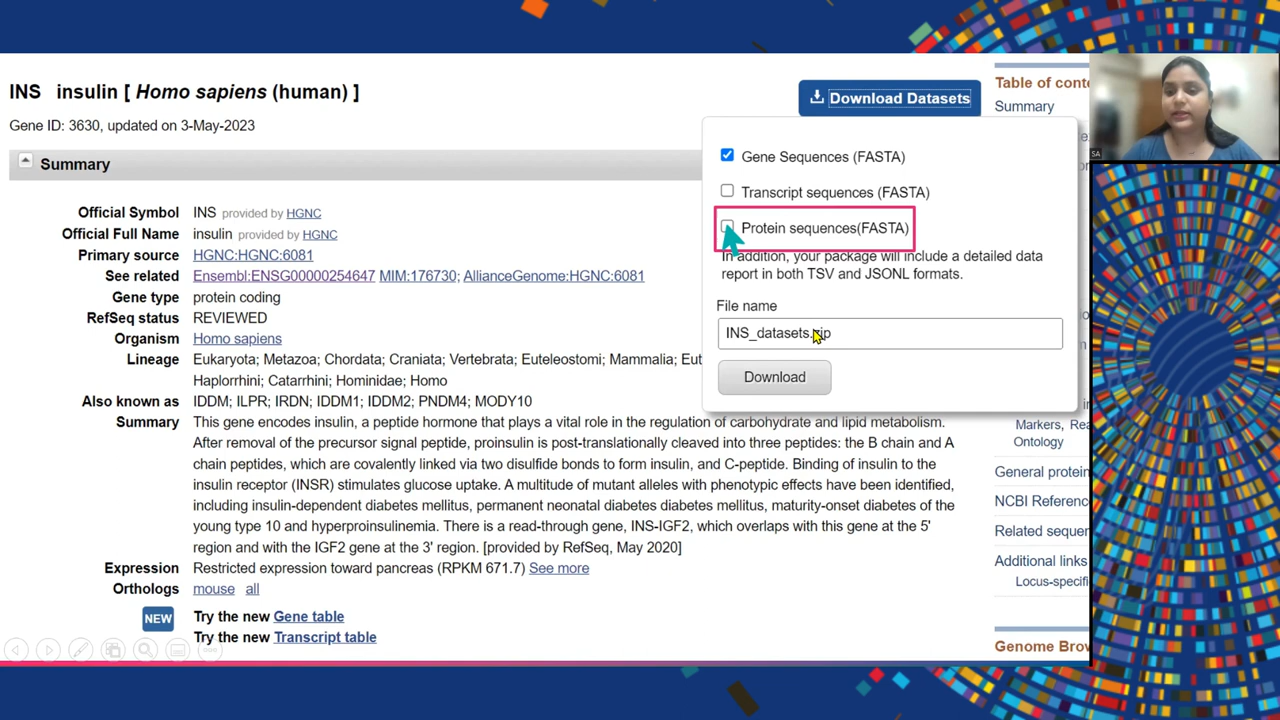 INS insulin [ Homo sapiens (human) ]
Download Datasets
Gene ID: 3630, updated on 3-May-2023
Summary
Gene Sequences (FASTA)
Transcript sequences (FASTA)
Protein sequences(FASTA)
In addition, your package will include a detailed data
report in both TSV and JSONL formats.
File name
INS_datasets.zip
Download
Official Symbol INS provided by HGNC
Official Full Name insulin provided by HGNC
Primary source HGNC:HGNC:6081
See related Ensembl:ENSG00000254647 MIM:176730; AllianceGenome:HGNC:6081
Gene type protein coding
RefSeq status REVIEWED
Organism Homo sapiens
Lineage Eukaryota; Metazoa; Chordata; Craniata; Vertebrata; Euteleostomi; Mammalia; Eut
Haplorrhini; Catarrhini; Hominidae; Homo
Also known as IDDM; ILPR; IRDN; IDDM1; IDDM2; PNDM4; MODY10
Summary This gene encodes insulin, a peptide hormone that plays a vital role in the regulation of carbohydrate and lipid metabolism.
After removal of the precursor signal peptide, proinsulin is post-translationally cleaved into three peptides: the B chain and A
chain peptides, which are covalently linked via two disulfide bonds to form insulin, and C-peptide. Binding of insulin to the
insulin receptor (INSR) stimulates glucose uptake. A multitude of mutant alleles with phenotypic effects have been identified,
including insulin-dependent diabetes mellitus, permanent neonatal diabetes mellitus, maturity-onset diabetes of the
young type 10 and hyperproinsulinemia. There is a read-through gene, INS-IGF2, which overlaps with this gene at the 5'
region and with the IGF2 gene at the 3' region. [provided by RefSeq, May 2020]
Expression Restricted expression toward pancreas (RPKM 671.7) See more
Orthologs mouse all
NEW Try the new Gene table
Try the new Transcript table
Table of conte
Summary
SA
Markers, Rea
Ontology
General protein
NCBI Reference
Related sequen
Additional links
Locus-specifi
Genome Brow